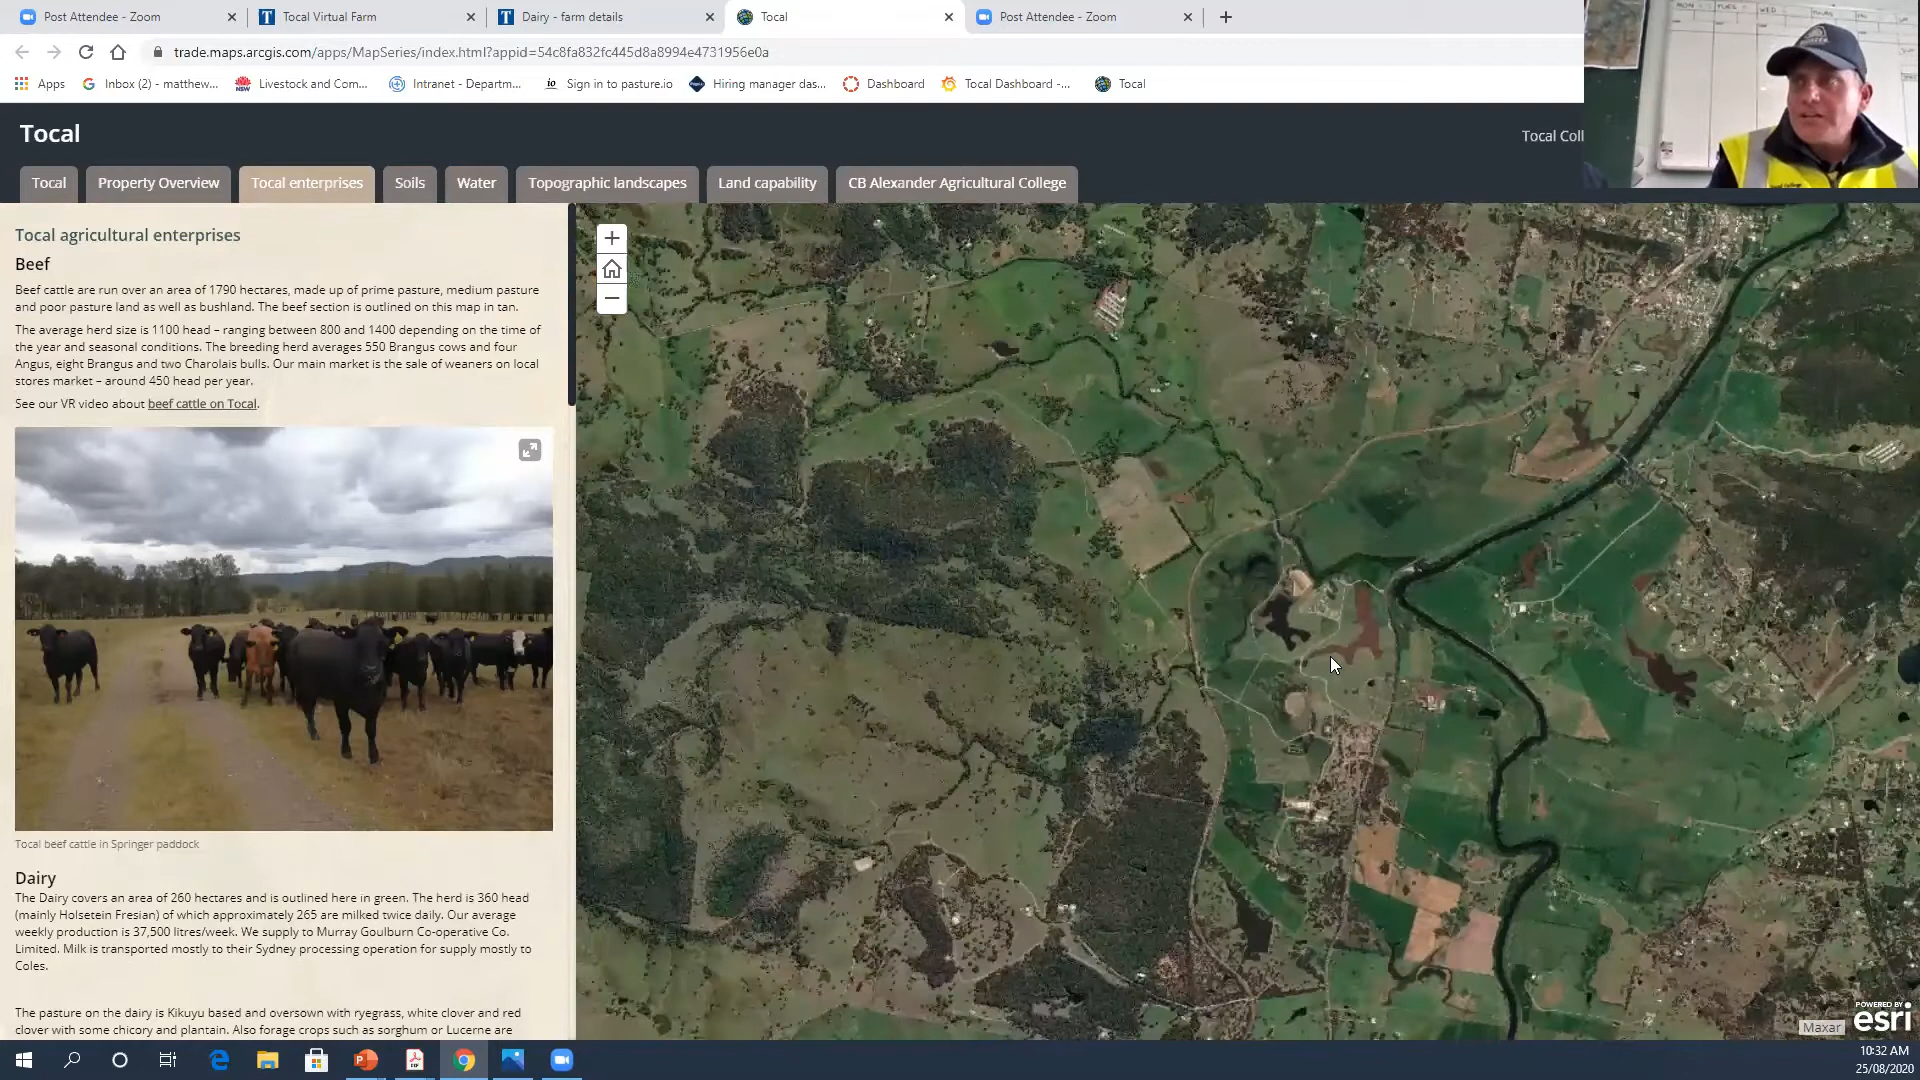 Post Attendee - Zoom
Tocal Virtual Farm
Dairy - farm details
Tocal
Post Attendee - Zoom
trade.maps.arcgis.com/apps/MapSeries/index.html?appid=54c8fa832fc445d8a8994e4731956e0a
Apps
Inbox (2) - matthew...
Livestock and Com...
Intranet - Departm...
io
Sign in to pasture.io
Hiring manager das...
Dashboard
Tocal Dashboard -...
Tocal
Tocal
Tocal Coll
Tocal
Property Overview
Tocal enterprises
Soils
Water
Topographic landscapes
Land capability
CB Alexander Agricultural College
Tocal agricultural enterprises
Beef
Beef cattle are run over an area of 1790 hectares, made up of prime pasture, medium pasture
and poor pasture land as well as bushland. The beef section is outlined on this map in tan.
The average herd size is 1100 head – ranging between 800 and 1400 depending on the time of
the year and seasonal conditions. The breeding herd averages 550 Brangus cows and four
Angus, eight Brangus and two Charolais bulls. Our main market is the sale of weaners on local
stores market – around 450 head per year.
See our VR video about beef cattle on Tocal.
Tocal beef cattle in Springer paddock
Dairy
The Dairy covers an area of 260 hectares and is outlined here in green. The herd is 360 head
(mainly Holsetein Fresian) of which approximately 265 are milked twice daily. Our average
weekly production is 37,500 litres/week. We supply to Murray Goulburn Co-operative Co.
Limited. Milk is transported mostly to their Sydney processing operation for supply mostly to
Coles.
The pasture on the dairy is Kikuyu based and oversown with ryegrass, white clover and red
clover with some chicory and plantain. Also forage crops such as sorghum or Lucerne are
POWERED BY
esri
Maxar
10:32 AM
25/08/2020